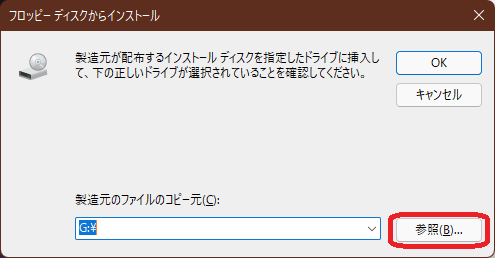 フロッピー ディスクからインストール
製造元が配布するインストール ディスクを指定したドライブに挿入し
て、下の正しいドライブが選択されていることを確認してください。
OK
キャンセル
製造元のファイルのコピー元(C):
G:¥
参照(B)...